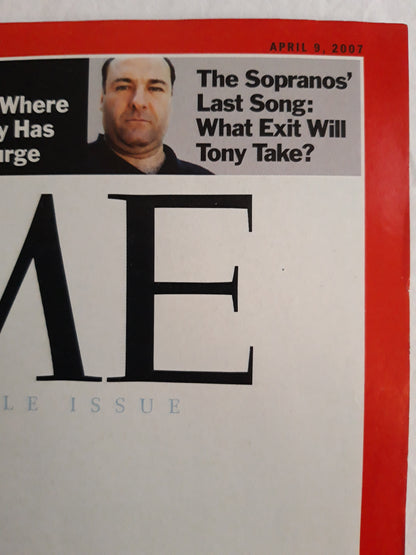 APRIL 9, 2007
Where
y Has
urge
The Sopranos’
Last Song:
What Exit Will
Tony Take?
ME
LE ISSUE